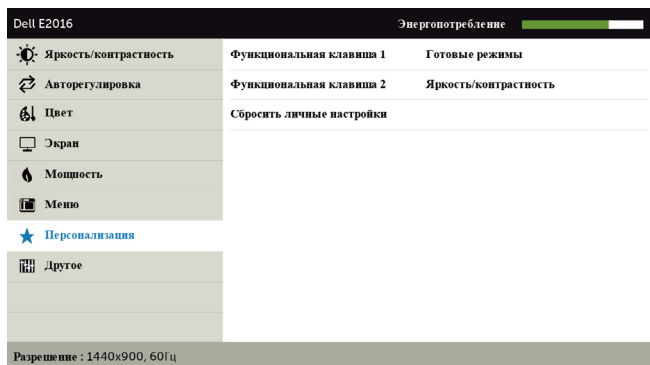 Dell E2016 Энергопотребление
Яркость/контрастность
Функциональная клавиша 1 Готовые режимы
Авторегулировка
Функциональная клавиша 2 Яркость/контрастность
Цвет
Сбросить личные настройки
Экран
Мощность
Меню
Персонализация
Другое
Разрешение : 1440x900, 60Гц